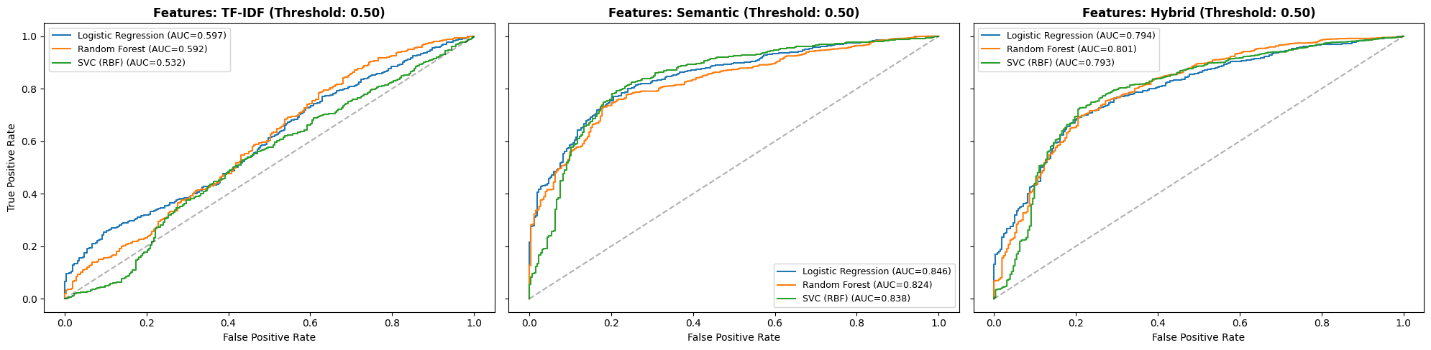 Features: TF-IDF (Threshold: 0.50)
Logistic Regression (AUC=0.597)
Random Forest (AUC=0.592)
SVC (RBF) (AUC=0.532)
True Positive Rate
1.0
0.8
0.6
0.4
0.2
0.0
0.0 0.2 0.4 0.6 0.8 1.0
False Positive Rate
Features: Semantic (Threshold: 0.50)
Logistic Regression (AUC=0.846)
Random Forest (AUC=0.824)
SVC (RBF) (AUC=0.838)
0.0 0.2 0.4 0.6 0.8 1.0
False Positive Rate
Features: Hybrid (Threshold: 0.50)
Logistic Regression (AUC=0.794)
Random Forest (AUC=0.801)
SVC (RBF) (AUC=0.793)
0.0 0.2 0.4 0.6 0.8 1.0
False Positive Rate